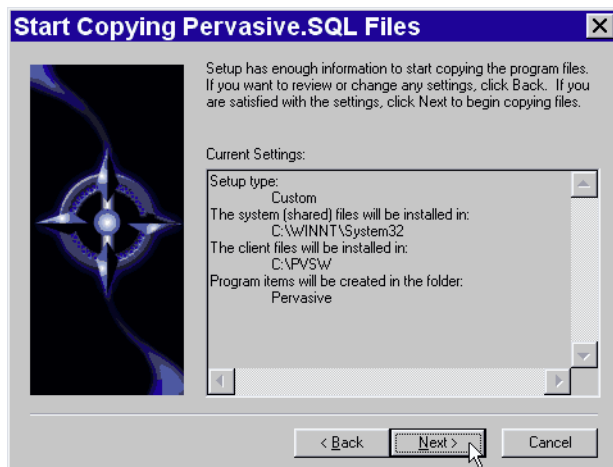 Start Copying Pervasive.SQL Files
Setup has enough information to start copying the program files.
If you want to review or change any settings, click Back. If you
are satisfied with the settings, click Next to begin copying files.
Current Settings:
Setup type:
Custom
The system (shared) files will be installed in:
C:\WINNT\System32
The client files will be installed in:
C:\PVSW
Program items will be created in the folder:
Pervasive
< Back
Next >
Cancel